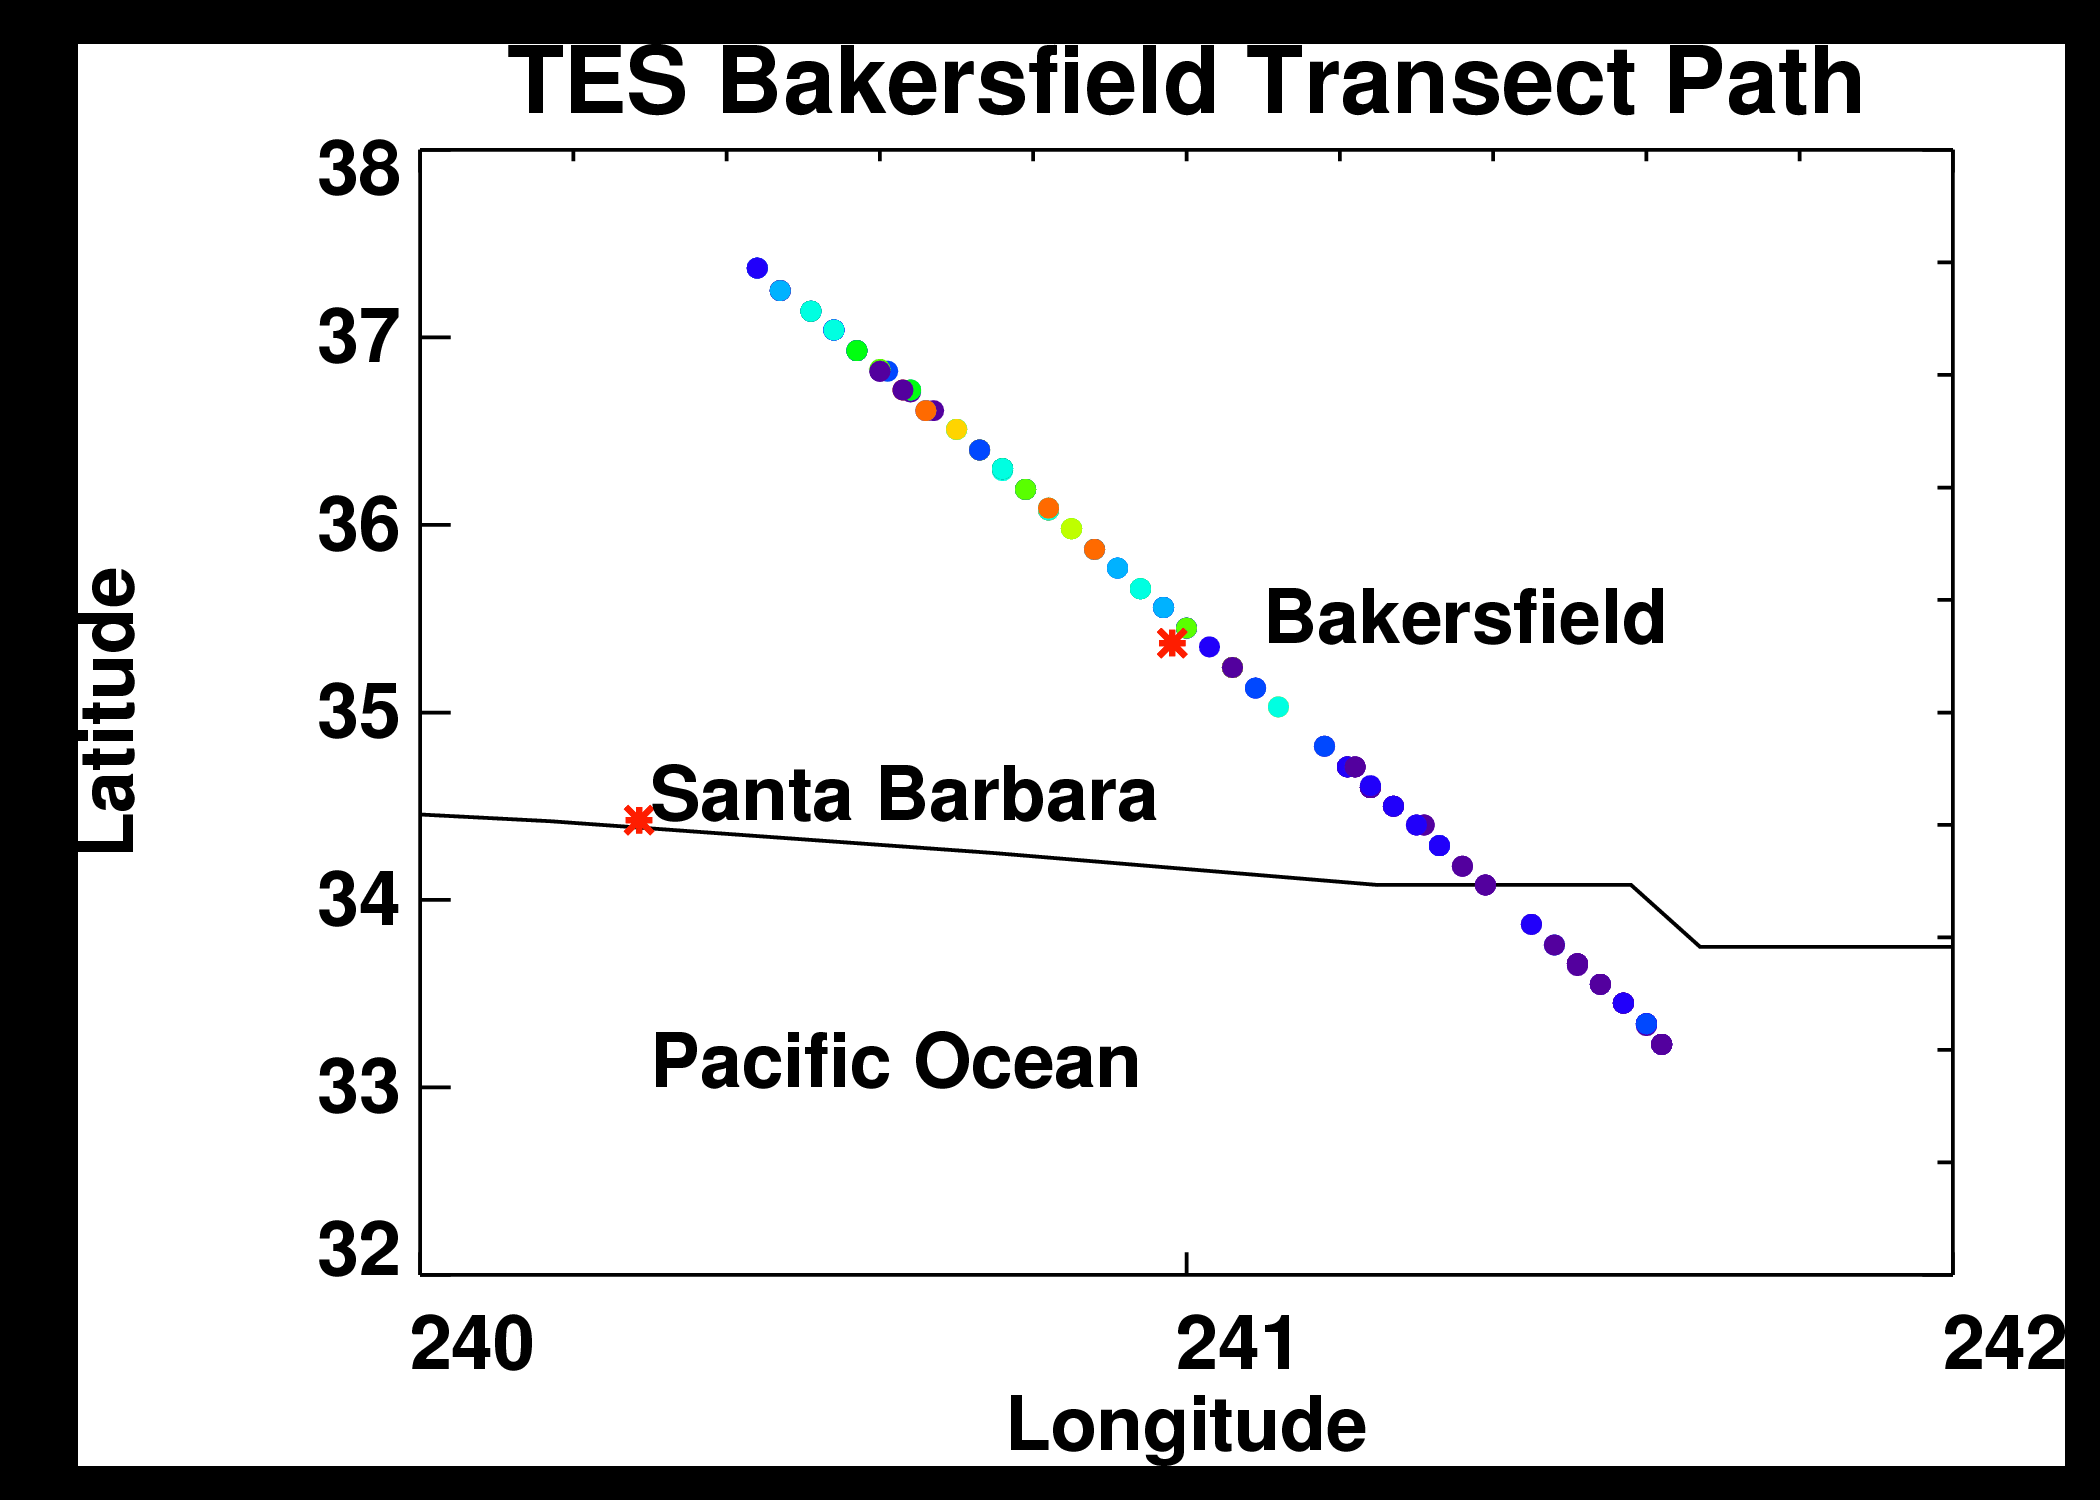 TES Bakersfield Transect Path
38
37
36
35
34
33
32
Latitude
Bakersfield
Santa Barbara
Pacific Ocean
240 241 242
Longitude